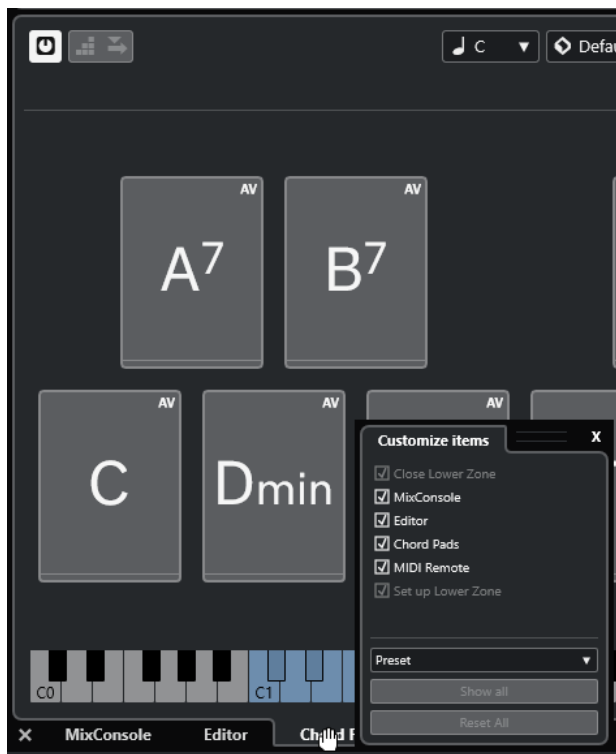 C
AV
AV
A7
B7
AV
AV
AV
C
Dmin
Customize items
X
Close Lower Zone
MixConsole
Editor
Chord Pads
MIDI Remote
Set up Lower Zone
Preset
Show all
Reset All
C0
C1
MixConsole
Editor